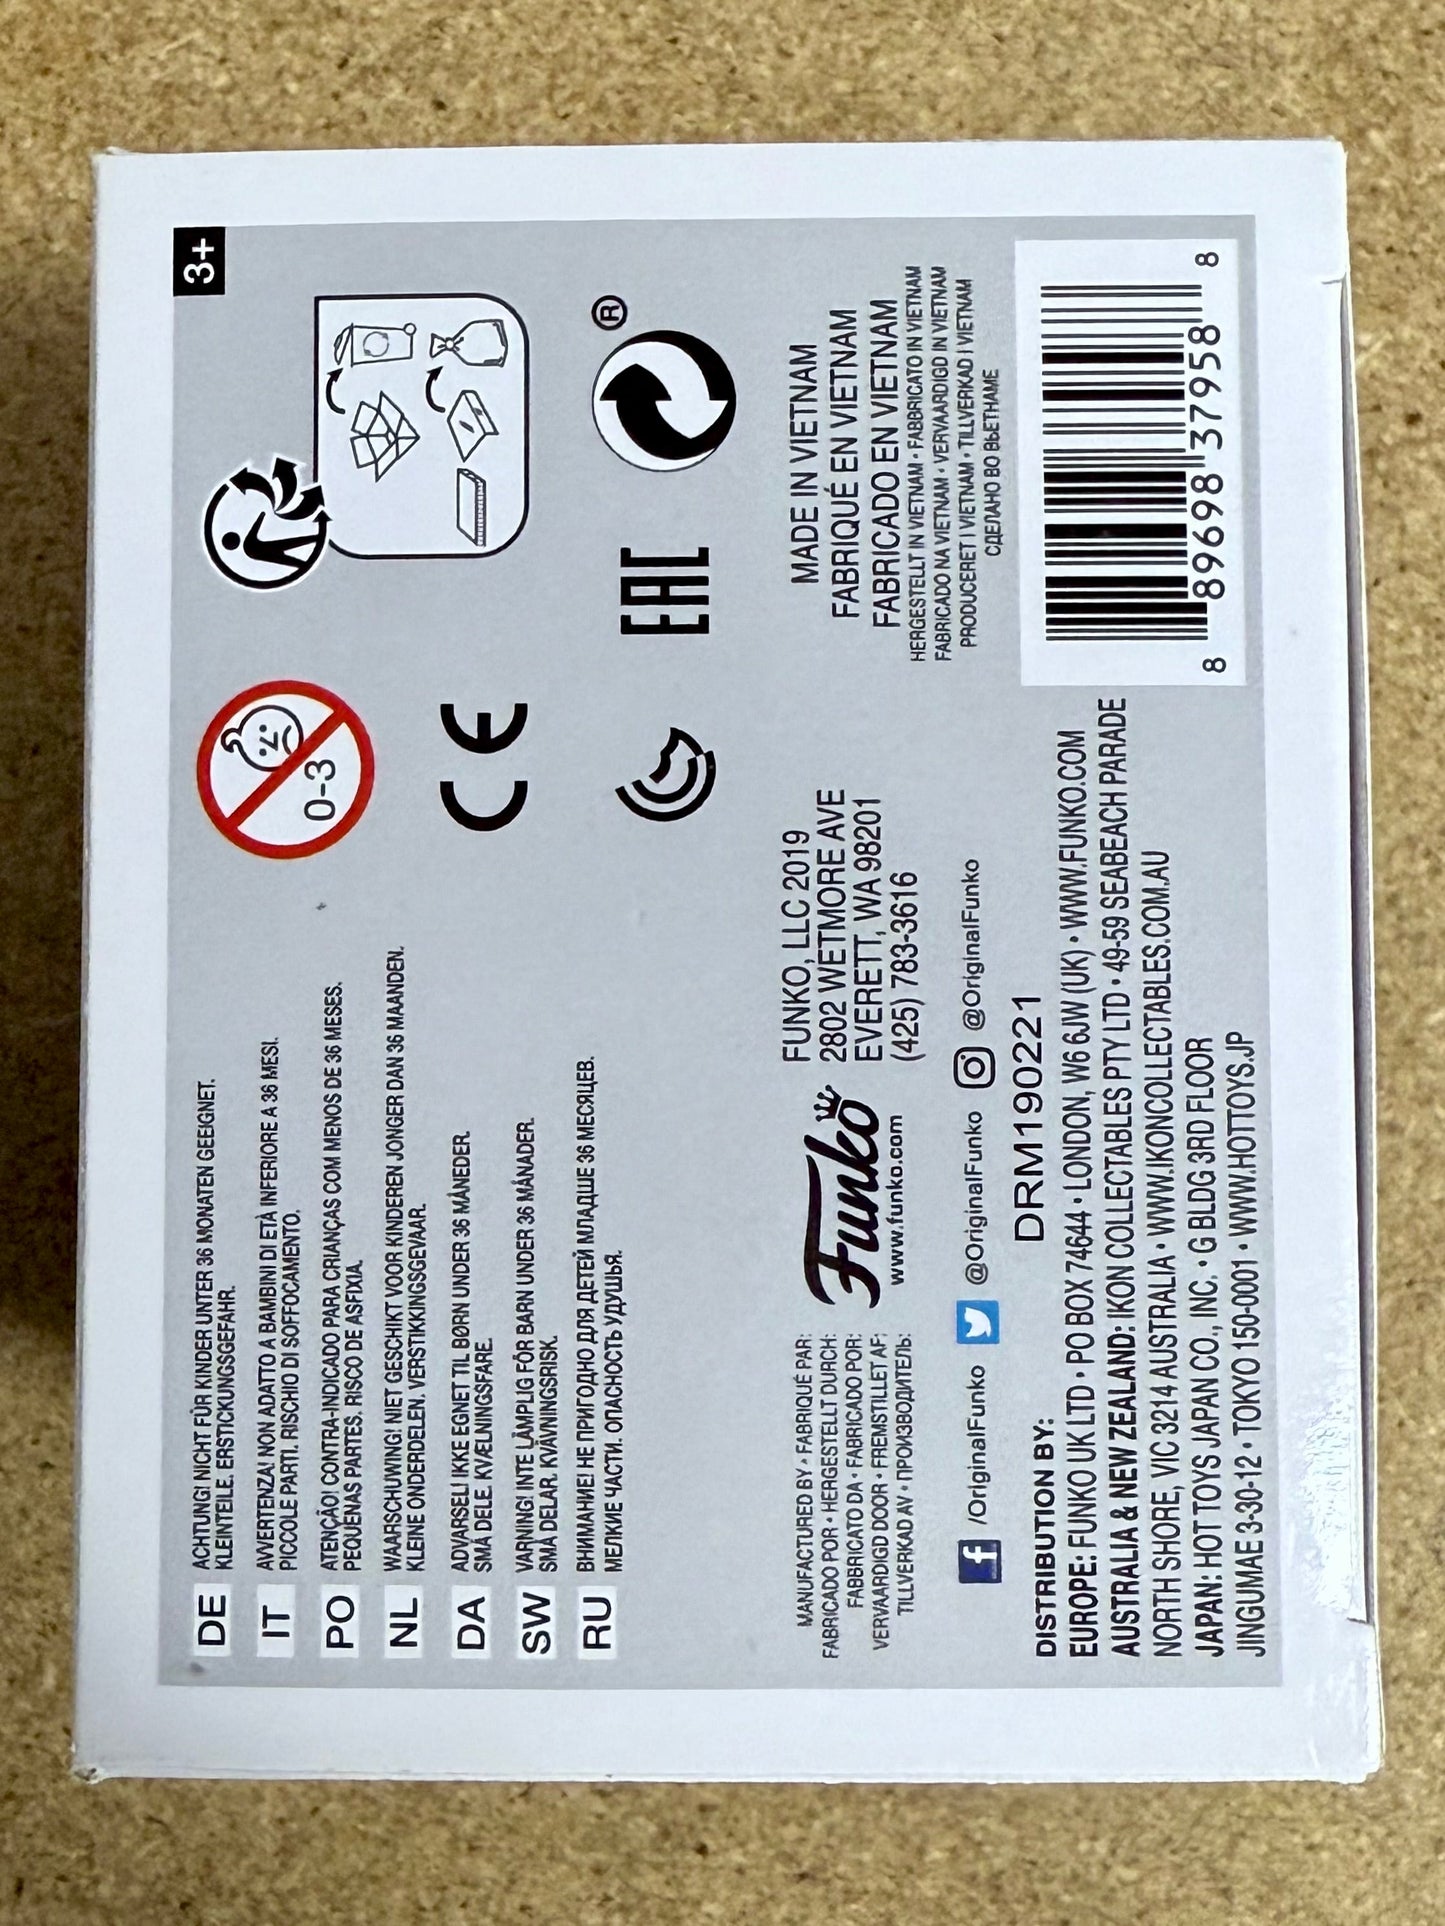 3+
DE
ACHTUNG! NICHT FÜR KINDER UNTER 36 MONATEN GEEIGNET.
KLEINTEILE. ERSTICKUNGSGEFAHR.
IT
AVVERTENZA! NON ADATTO A BAMBINI DI ETÀ INFERIORE A 36 MESI.
PICCOLE PARTI. RISCHIO DI SOFFOCAMENTO.
PO
ATENÇÃO! CONTRA-INDICADO PARA CRIANÇAS COM MENOS DE 36 MESES.
PEQUENAS PARTES. RISCO DE ASFIXIA.
NL
WAARSCHUWING! NIET GESCHIKT VOOR KINDEREN JONGER DAN 36 MAANDEN.
KLEINE ONDERDELEN. VERSTIKKINGSGEVAAR.
DA
ADVARSEL! IKKE EGNET TIL BØRN UNDER 36 MÅNEDER.
SMÅ DELE. KVÆLNINGSFARE.
SW
VARNING! INTE LÄMPLIG FÖR BARN UNDER 36 MÅNADER.
SMÅ DELAR. KVÄVNINGSRISK.
RU
ВНИМАНИЕ! НЕ ПРИГОДНО ДЛЯ ДЕТЕЙ МЛАДШЕ 36 МЕСЯЦЕВ.
МЕЛКИЕ ЧАСТИ. ОПАСНОСТЬ УДУШЬЯ.
0-3
CE
EAC
®
MANUFACTURED BY • FABRIQUÉ PAR:
FABRICADO POR • HERGESTELLT DURCH:
FABBRICATO DA • FABRICADO POR:
VERVAARDIGD DOOR • FREMSTILLET AF:
TILLVERKAD AV • ПРОИЗВОДИТЕЛЬ:
Funko
www.funko.com
FUNKO, LLC 2019
2802 WETMORE AVE
EVERETT, WA 98201
(425) 783-3616
f /OriginalFunko @OriginalFunko @OriginalFunko
DRM190221
MADE IN VIETNAM
FABRIQUÉ EN VIETNAM
FABRICADO EN VIETNAM
HERGESTELLT IN VIETNAM • FABBRICATO IN VIETNAM
FABRICADO NA VIETNAM • VERVAARDIGD IN VIETNAM
PRODUCERET I VIETNAM • TILLVERKAD I VIETNAM
СДЕЛАНО ВО ВЬЕТНАМЕ
DISTRIBUTION BY:
EUROPE: FUNKO UK LTD • PO BOX 74644 • LONDON, W6 6JW (UK) • WWW.FUNKO.COM
AUSTRALIA & NEW ZEALAND: IKON COLLECTABLES PTY LTD • 49-59 SEABEACH PARADE
NORTH SHORE, VIC 3214 AUSTRALIA • WWW.IKONCOLLECTABLES.COM.AU
JAPAN: HOT TOYS JAPAN CO., INC. • G BLDG 3RD FLOOR
JINGUMAE 3-30-12 • TOKYO 150-0001 • WWW.HOTTOYS.JP
8 89698 37958 8